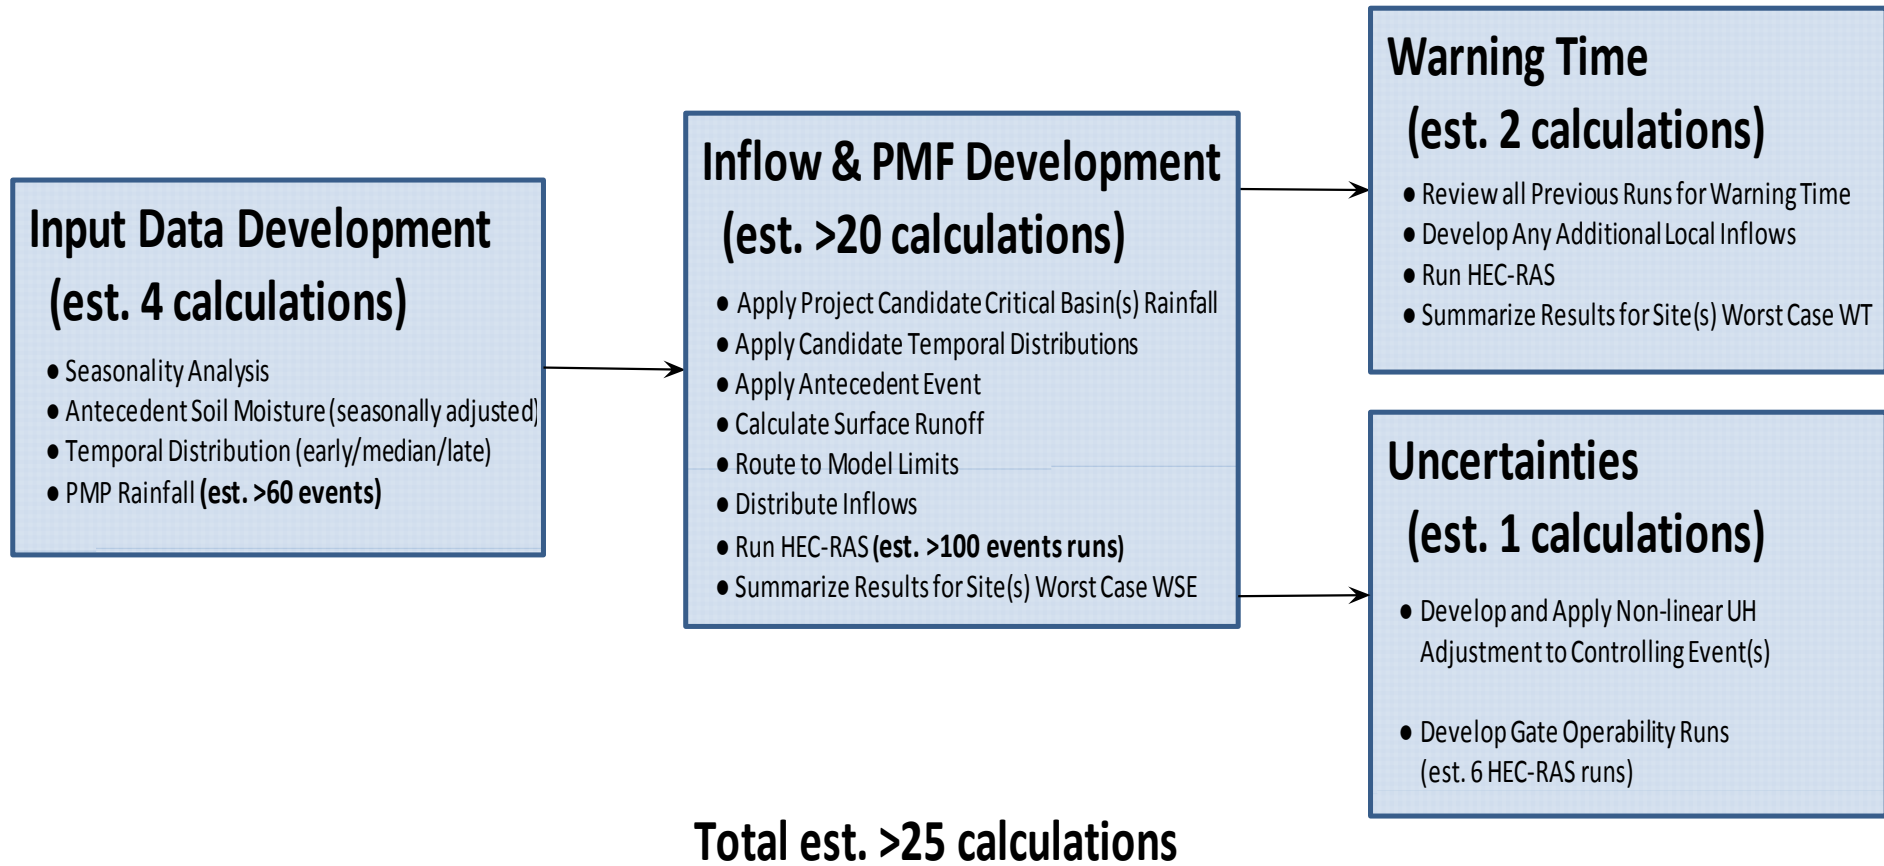 Input Data Development
(est. 4 calculations)
● Seasonality Analysis
● Antecedent Soil Moisture (seasonally adjusted)
● Temporal Distribution (early/median/late)
● PMP Rainfall (est. >60 events)
Inflow & PMF Development
(est. >20 calculations)
● Apply Project Candidate Critical Basin(s) Rainfall
● Apply Candidate Temporal Distributions
● Apply Antecedent Event
● Calculate Surface Runoff
● Route to Model Limits
● Distribute Inflows
● Run HEC-RAS (est. >100 events runs)
● Summarize Results for Site(s) Worst Case WSE
Warning Time
(est. 2 calculations)
● Review all Previous Runs for Warning Time
● Develop Any Additional Local Inflows
● Run HEC-RAS
● Summarize Results for Site(s) Worst Case WT
Uncertainties
(est. 1 calculations)
● Develop and Apply Non-linear UH
Adjustment to Controlling Event(s)
● Develop Gate Operability Runs
(est. 6 HEC-RAS runs)
Total est. >25 calculations